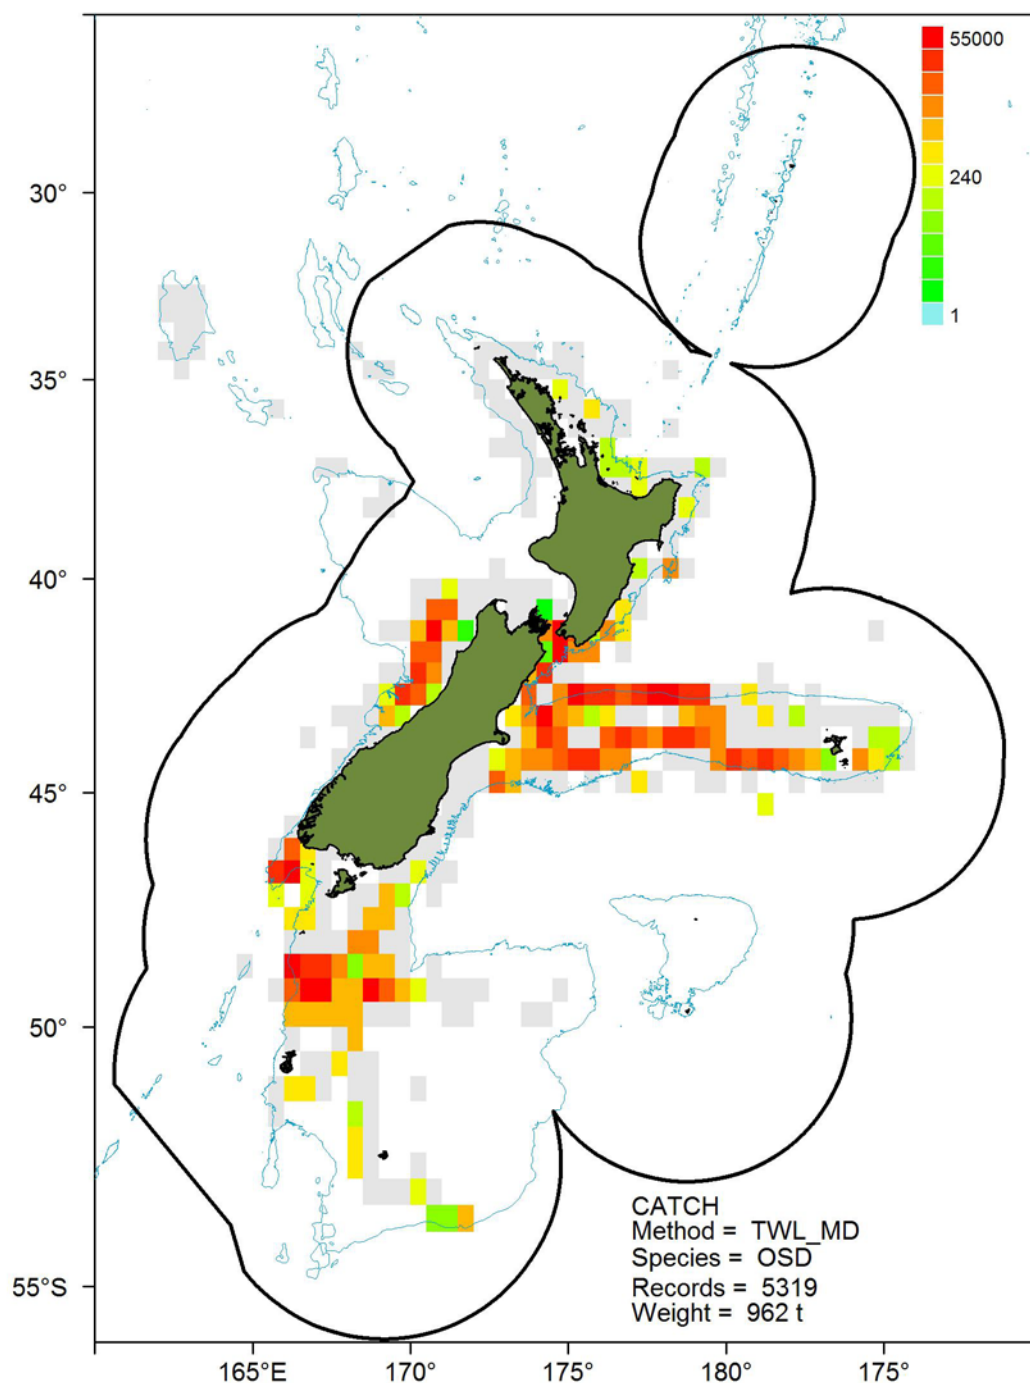 55000
240
1
30°
35°
40°
45°
50°
55°S
CATCH
Method = TWL_MD
Species = OSD
Records = 5319
Weight = 962 t
165°E 170° 175° 180° 175°